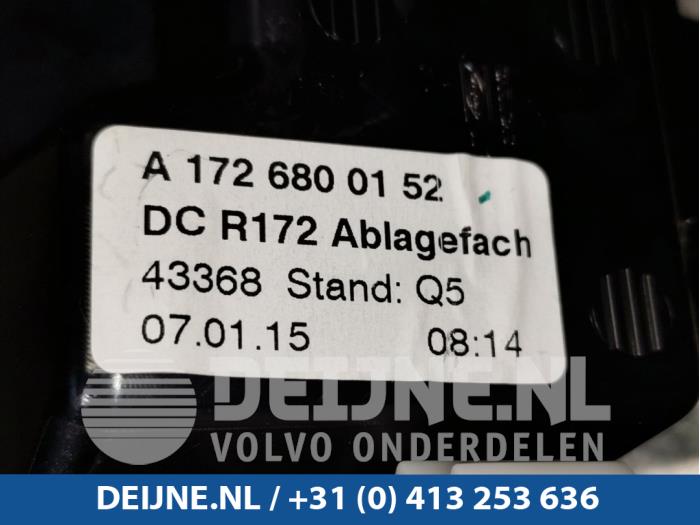 A 172 680 01 52
DC R172 Ablagefach
43368 Stand: Q5
07.01.15 08:14
DEIJNE.NL
VOLVO ONDERDELEN
DEIJNE.NL / +31 (0) 413 253 636